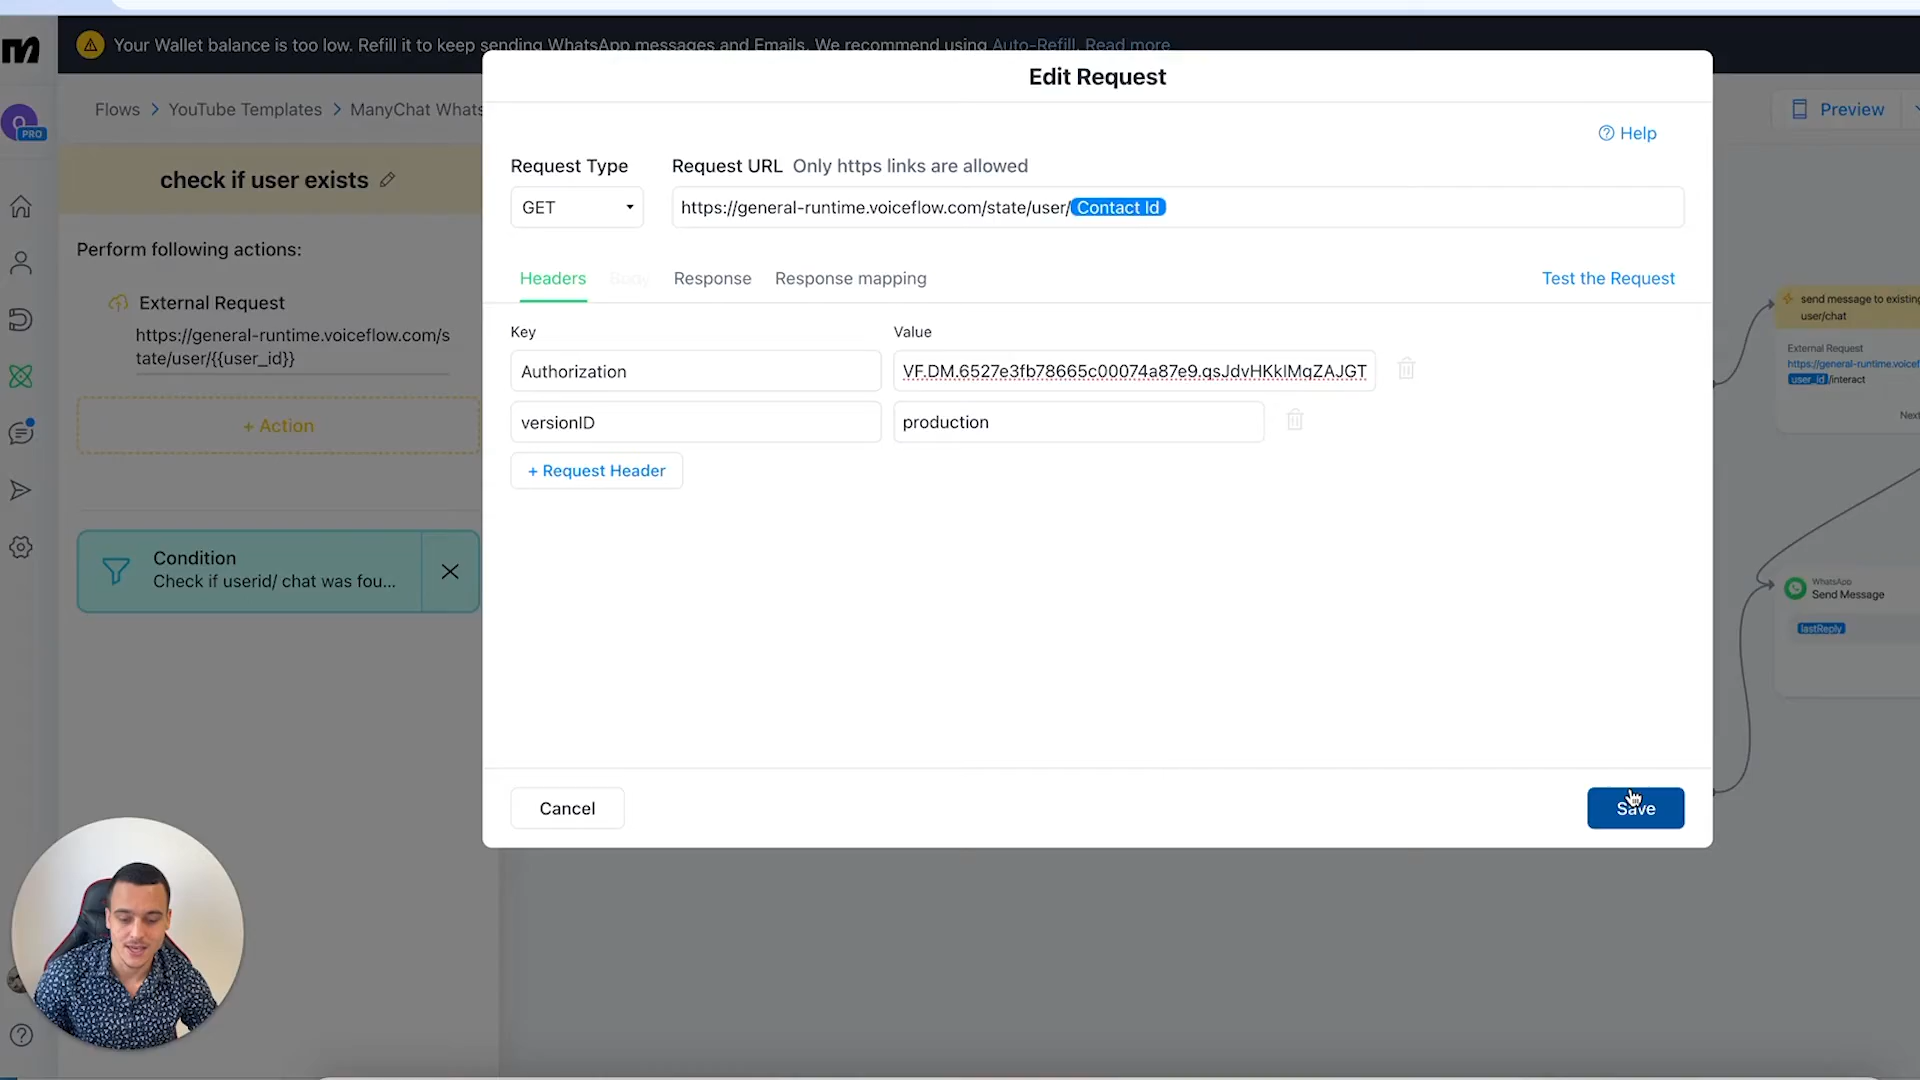 Your Wallet balance is too low. Refill it to keep sending WhatsApp messages and Emails. We recommend using Auto-Refill. Read more
Edit Request
Flows > YouTube Templates > ManyChat Whats
Preview
Help
PRO
check if user exists
Request Type
Request URL Only https links are allowed
GET
https://general-runtime.voiceflow.com/state/user/Contact Id
Perform following actions:
Headers Body Response Response mapping
Test the Request
External Request
https://general-runtime.voiceflow.com/s
tate/user/{{user_id}}
Key
Value
Authorization
VF.DM.6527e3fb78665c00074a87e9.qsJdvHKklMqZAJGT
versionID
production
+ Request Header
+ Action
Condition
Check if userid/ chat was fou...
send message to existing
user/chat
External Request
https://general-runtime.voicef
user_id/interact
Next
WhatsApp
Send Message
lastReply
Cancel
Save